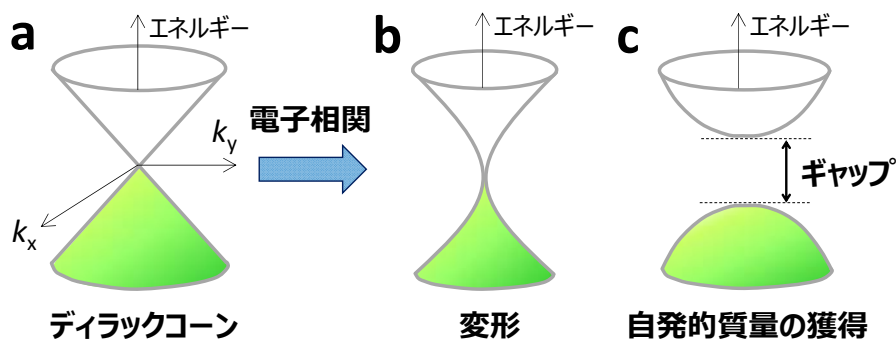 a
エネルギー
b
エネルギー
c
エネルギー
電子相関
ky
kx
ギャップ
ディラックコーン
変形
自発的質量の獲得